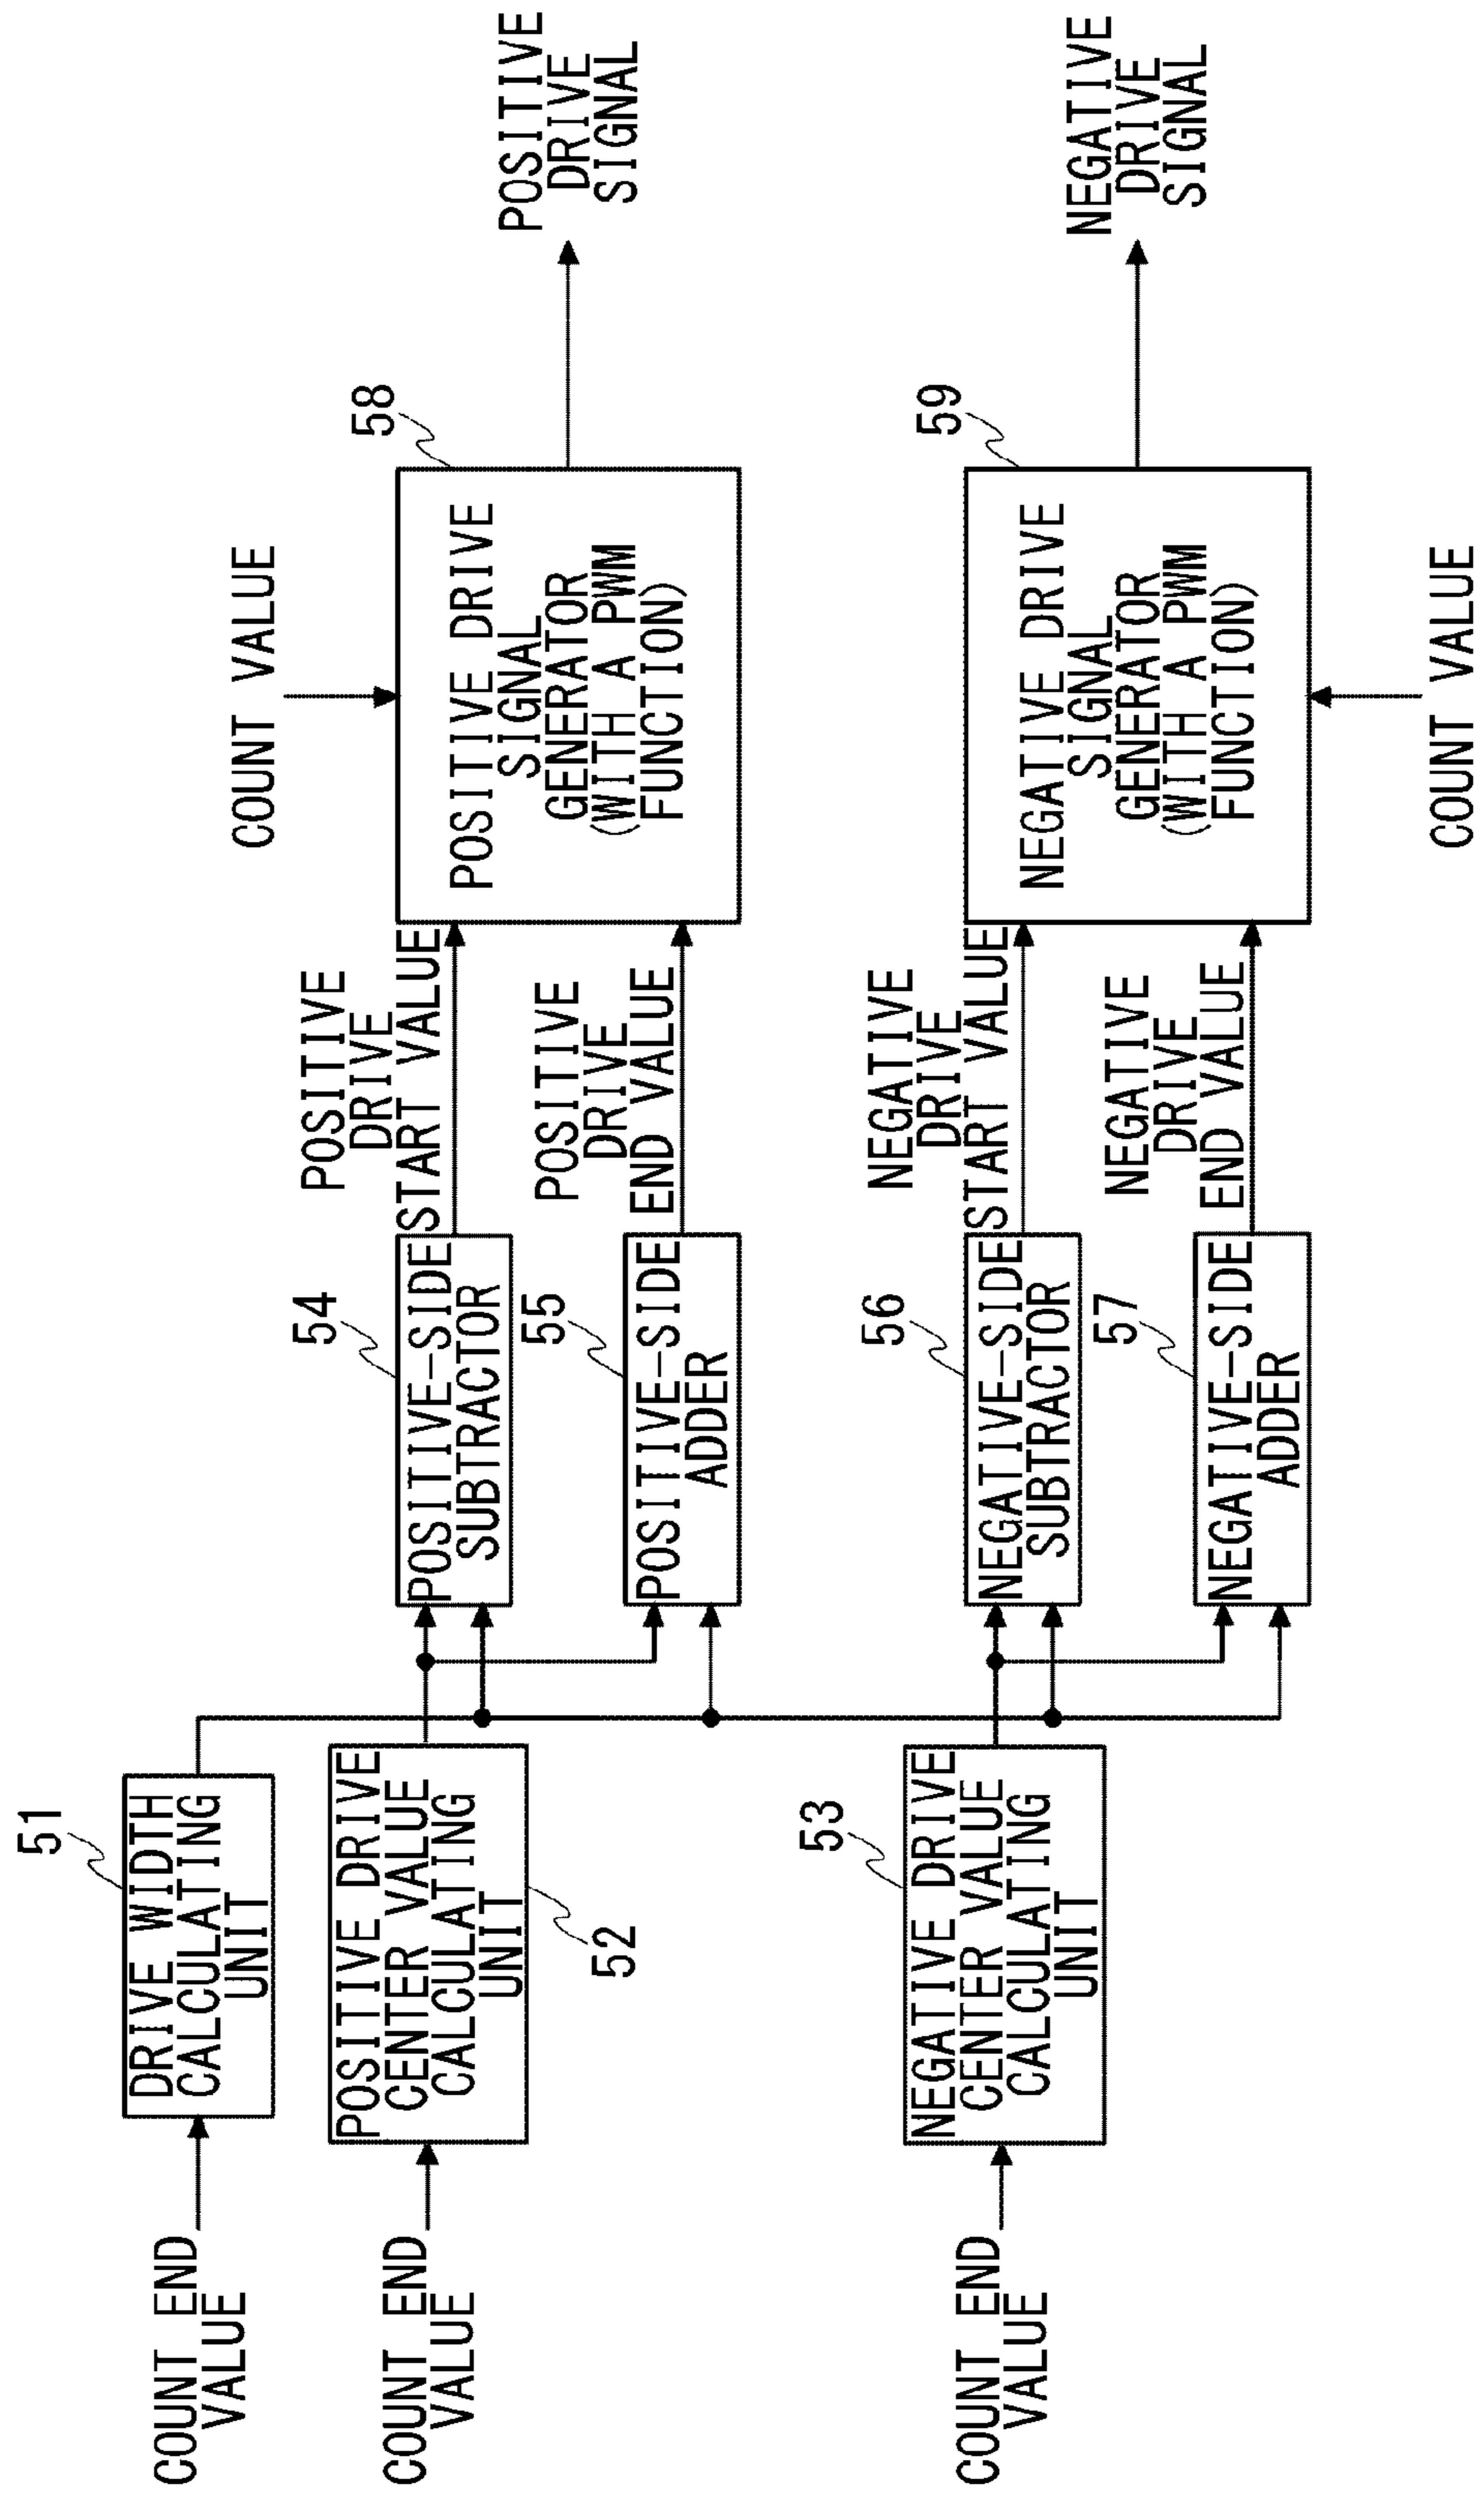 COUNT END
VALUE
51
DRIVE WIDTH
CALCULATING
UNIT
COUNT END
VALUE
POSITIVE DRIVE
CENTER VALUE
CALCULATING
UNIT
52
COUNT END
VALUE
53
NEGATIVE DRIVE
CENTER VALUE
CALCULATING
UNIT
54
POSITIVE-SIDE
SUBTRACTOR
55
POSITIVE-SIDE
ADDER
56
NEGATIVE-SIDE
SUBTRACTOR
57
NEGATIVE-SIDE
ADDER
POSITIVE
DRIVE
START VALUE
POSITIVE
DRIVE
END VALUE
NEGATIVE
DRIVE
START VALUE
NEGATIVE
DRIVE
END VALUE
COUNT VALUE
58
POSITIVE DRIVE
SIGNAL
GENERATOR
(WITH A PWM
FUNCTION)
59
NEGATIVE DRIVE
SIGNAL
GENERATOR
(WITH A PWM
FUNCTION)
COUNT VALUE
POSITIVE
DRIVE
SIGNAL
NEGATIVE
DRIVE
SIGNAL